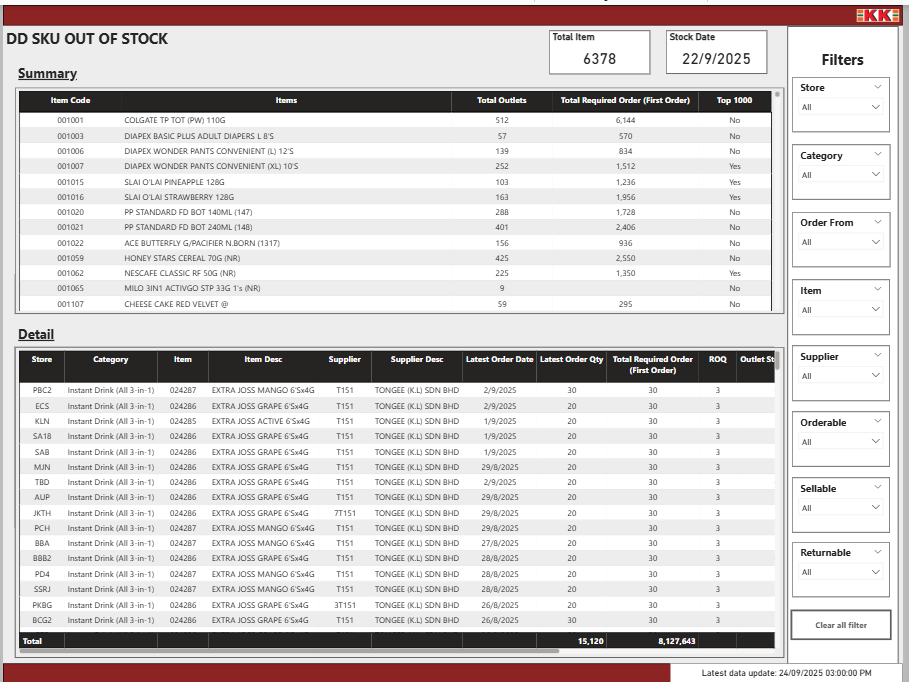 KK
DD SKU OUT OF STOCK
Total Item
6378
Stock Date
22/9/2025
Summary
Item Code Items Total Outlets Total Required Order (First Order) Top 1000
001001 COLGATE TP TOT (PW) 110G 512 6,144 No
001003 DIAPEX BASIC PLUS ADULT DIAPERS L 8'S 57 570 No
001006 DIAPEX WONDER PANTS CONVENIENT (L) 12'S 139 834 No
001007 DIAPEX WONDER PANTS CONVENIENT (XL) 10'S 252 1,512 Yes
001015 SLAI O'LAI PINEAPPLE 128G 103 1,236 Yes
001016 SLAI O'LAI STRAWBERRY 128G 163 1,956 Yes
001020 PP STANDARD FD BOT 140ML (147) 288 1,728 No
001021 PP STANDARD FD BOT 240ML (148) 401 2,406 No
001022 ACE BUTTERFLY G/PACIFIER N.BORN (1317) 156 936 No
001059 HONEY STARS CEREAL 70G (NR) 425 2,550 No
001062 NESCAFE CLASSIC RF 50G (NR) 225 1,350 Yes
001065 MILO 3IN1 ACTIVGO STP 33G 1's (NR) 9 No
001107 CHEESE CAKE RED VELVET @ 59 295 No
Detail
Store Category Item Item Desc Supplier Supplier Desc Latest Order Date Latest Order Qty Total Required Order (First Order) ROQ Outlet St
PBC2 Instant Drink (All 3-in-1) 024287 EXTRA JOSS MANGO 6'Sx4G T151 TONGEE (K.L) SDN BHD 2/9/2025 30 30 3
ECS Instant Drink (All 3-in-1) 024286 EXTRA JOSS GRAPE 6'Sx4G T151 TONGEE (K.L) SDN BHD 2/9/2025 20 30 3
KLN Instant Drink (All 3-in-1) 024285 EXTRA JOSS ACTIVE 6'Sx4G T151 TONGEE (K.L) SDN BHD 1/9/2025 20 30 3
SA18 Instant Drink (All 3-in-1) 024286 EXTRA JOSS GRAPE 6'Sx4G T151 TONGEE (K.L) SDN BHD 1/9/2025 20 30 3
SAB Instant Drink (All 3-in-1) 024286 EXTRA JOSS GRAPE 6'Sx4G T151 TONGEE (K.L) SDN BHD 1/9/2025 20 30 3
MJN Instant Drink (All 3-in-1) 024286 EXTRA JOSS GRAPE 6'Sx4G T151 TONGEE (K.L) SDN BHD 29/8/2025 20 30 3
TBD Instant Drink (All 3-in-1) 024286 EXTRA JOSS GRAPE 6'Sx4G T151 TONGEE (K.L) SDN BHD 2/9/2025 20 30 3
AUP Instant Drink (All 3-in-1) 024286 EXTRA JOSS GRAPE 6'Sx4G T151 TONGEE (K.L) SDN BHD 29/8/2025 20 30 3
JKTH Instant Drink (All 3-in-1) 024286 EXTRA JOSS GRAPE 6'Sx4G 7T151 TONGEE (K.L) SDN BHD 29/8/2025 20 30 3
PCH Instant Drink (All 3-in-1) 024287 EXTRA JOSS MANGO 6'Sx4G T151 TONGEE (K.L) SDN BHD 29/8/2025 20 30 3
BBA Instant Drink (All 3-in-1) 024287 EXTRA JOSS MANGO 6'Sx4G T151 TONGEE (K.L) SDN BHD 27/8/2025 20 30 3
BBB2 Instant Drink (All 3-in-1) 024286 EXTRA JOSS GRAPE 6'Sx4G T151 TONGEE (K.L) SDN BHD 28/8/2025 20 30 3
PD4 Instant Drink (All 3-in-1) 024287 EXTRA JOSS MANGO 6'Sx4G T151 TONGEE (K.L) SDN BHD 28/8/2025 20 30 3
SSRJ Instant Drink (All 3-in-1) 024287 EXTRA JOSS MANGO 6'Sx4G T151 TONGEE (K.L) SDN BHD 28/8/2025 20 30 3
PKBG Instant Drink (All 3-in-1) 024286 EXTRA JOSS GRAPE 6'Sx4G 3T151 TONGEE (K.L) SDN BHD 26/8/2025 20 30 3
BCG2 Instant Drink (All 3-in-1) 024286 EXTRA JOSS GRAPE 6'Sx4G T151 TONGEE (K.L) SDN BHD 26/8/2025 30 30 3
Total 15,120 8,127,643
Filters
Store
All
Category
All
Order From
All
Item
All
Supplier
All
Orderable
All
Sellable
All
Returnable
All
Clear all filter
Latest data update: 24/09/2025 03:00:00 PM